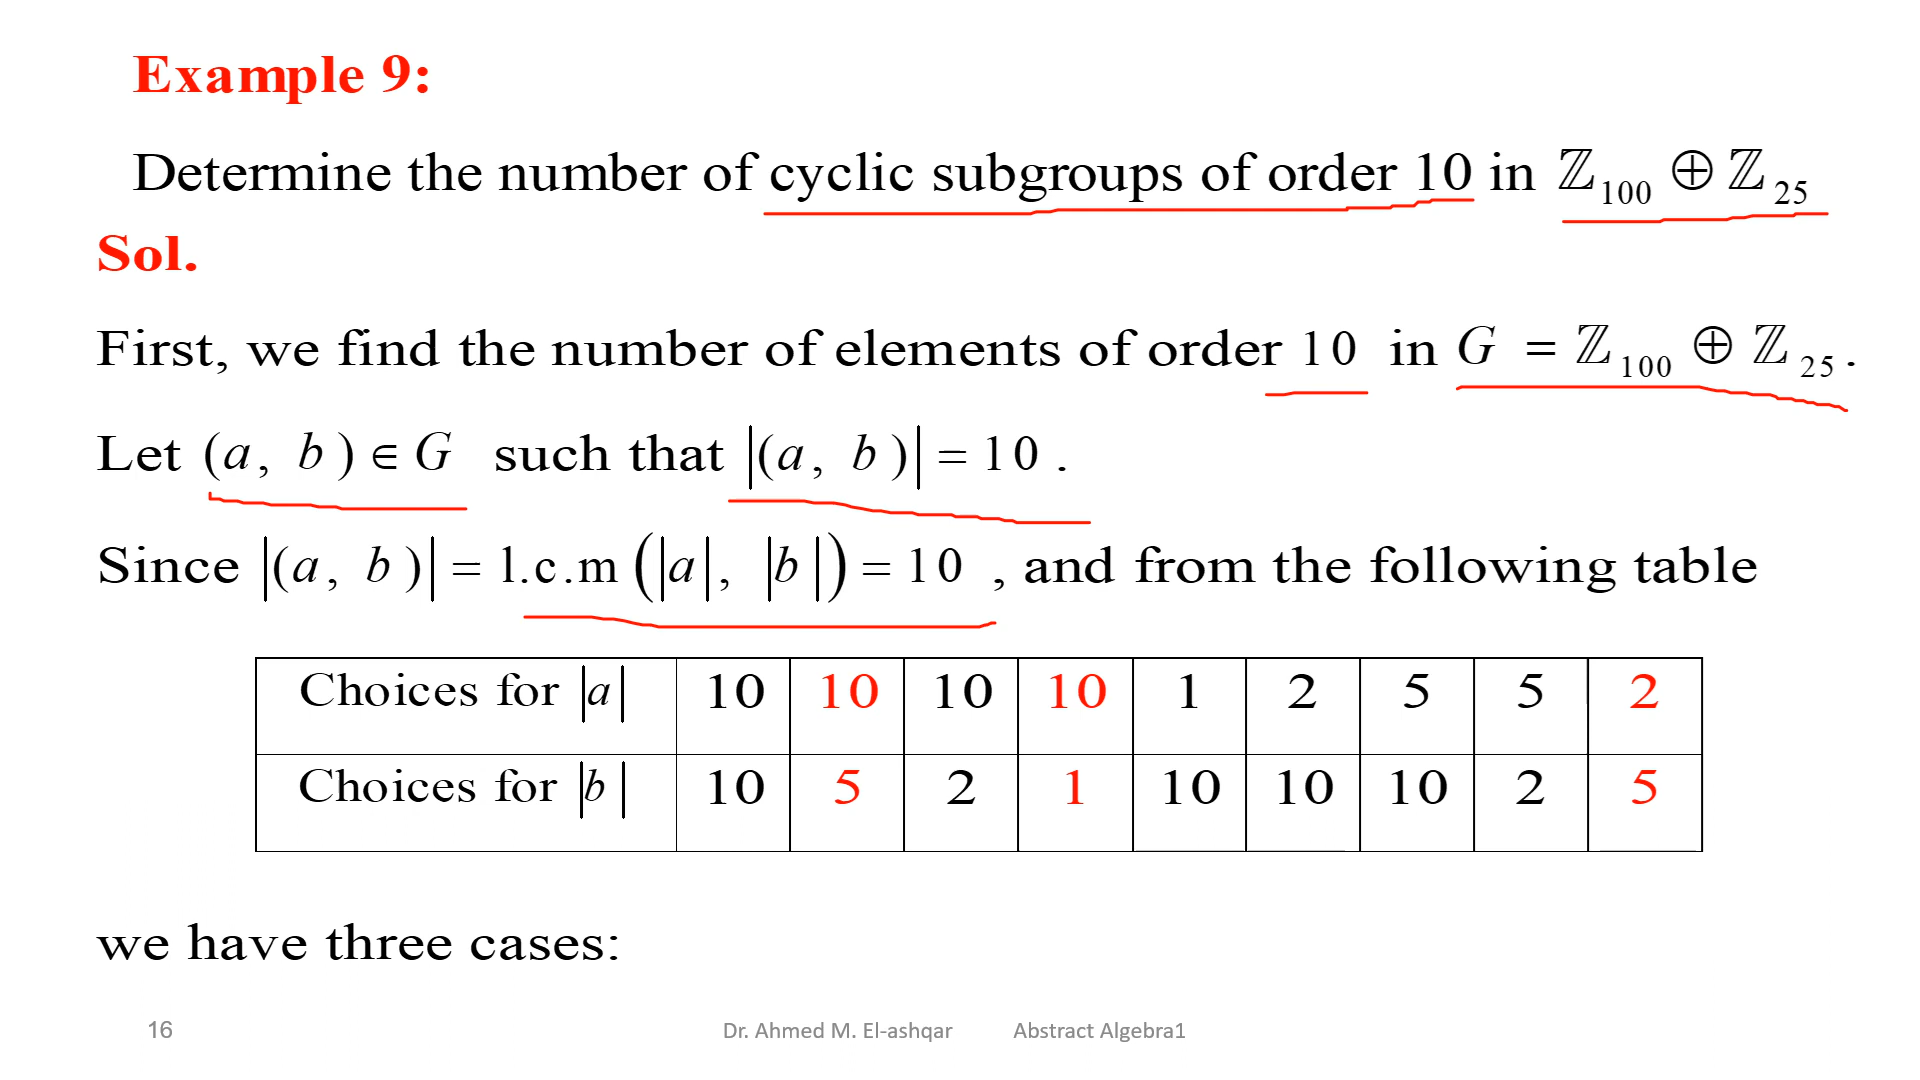 Example 9:
Determine the number of cyclic subgroups of order 10 in ℤ₁₀₀ ⊕ ℤ₂₅
Sol.
First, we find the number of elements of order 10 in G = ℤ₁₀₀ ⊕ ℤ₂₅.
Let (a, b) ∈ G such that |(a, b)| = 10.
Since |(a, b)| = l.c.m (|a|, |b|) = 10, and from the following table
Choices for |a| 10 10 10 10 1 2 5 5 2
Choices for |b| 10 5 2 1 10 10 10 2 5
we have three cases:
16 Dr. Ahmed M. El-ashqar Abstract Algebra1